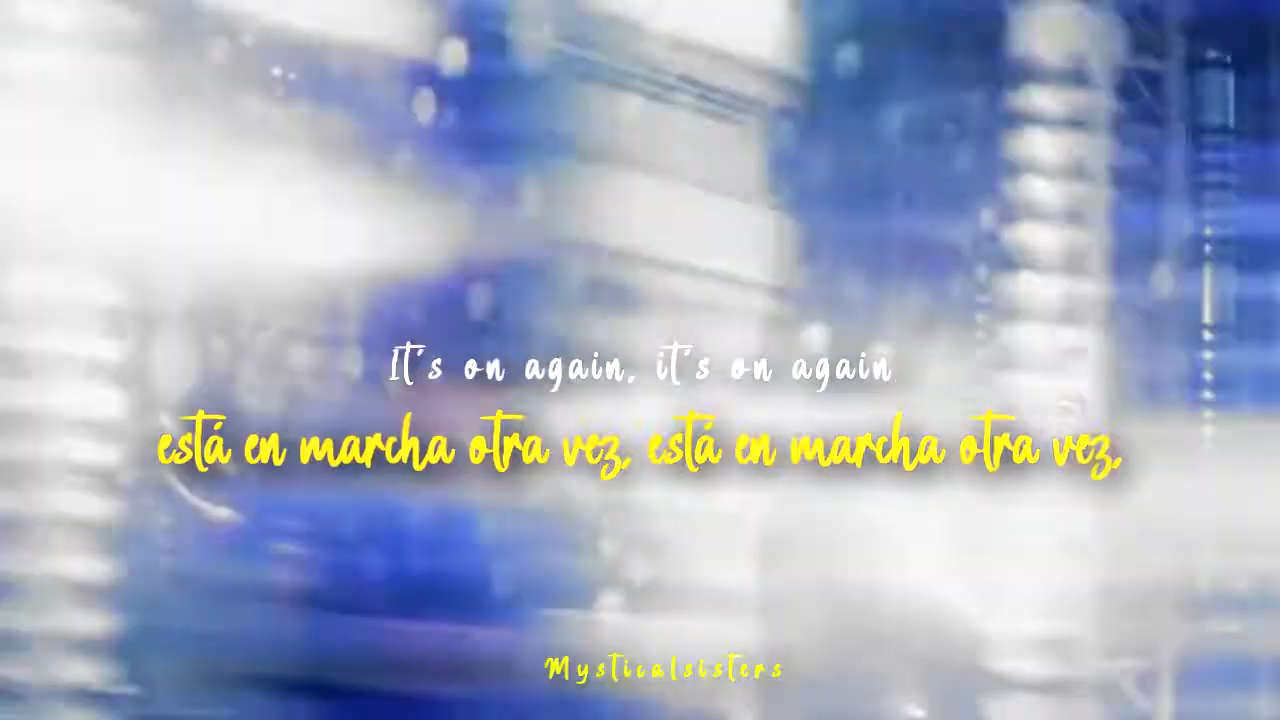 It's on again, it's on again
está en marcha otra vez, está en marcha otra vez,
Mysticalsisters